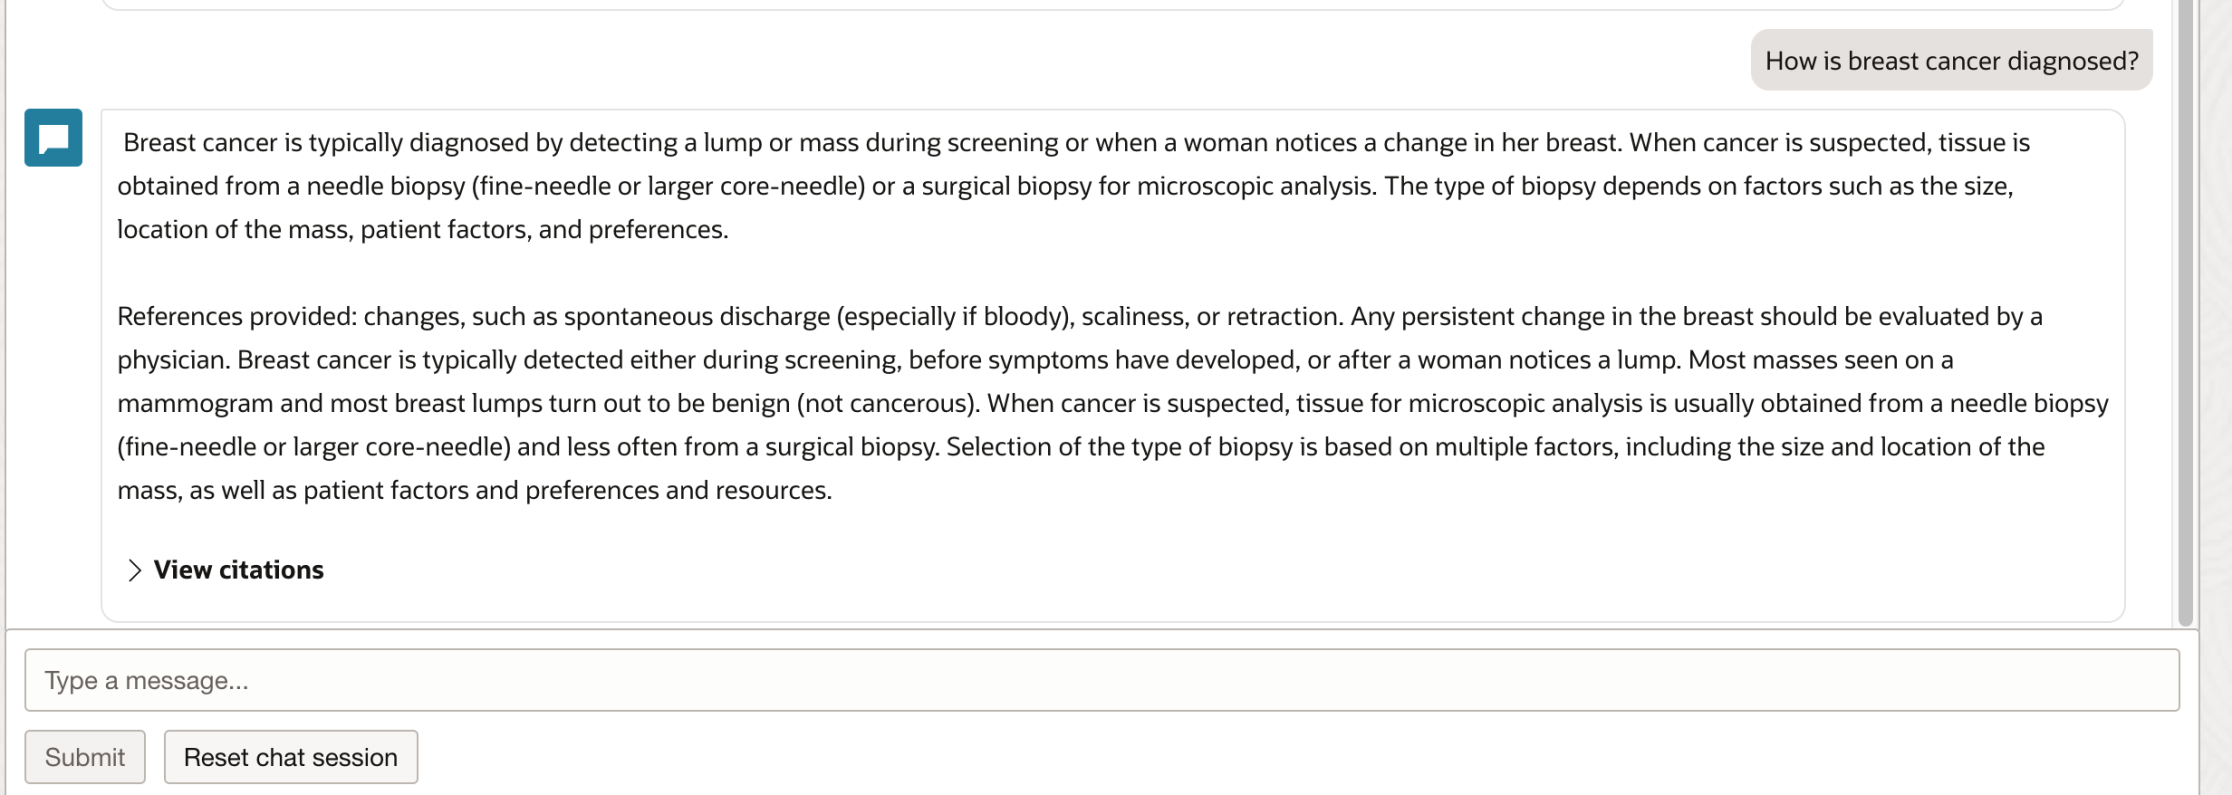 How is breast cancer diagnosed?
Breast cancer is typically diagnosed by detecting a lump or mass during screening or when a woman notices a change in her breast. When cancer is suspected, tissue is
obtained from a needle biopsy (fine-needle or larger core-needle) or a surgical biopsy for microscopic analysis. The type of biopsy depends on factors such as the size,
location of the mass, patient factors, and preferences.
References provided: changes, such as spontaneous discharge (especially if bloody), scaliness, or retraction. Any persistent change in the breast should be evaluated by a
physician. Breast cancer is typically detected either during screening, before symptoms have developed, or after a woman notices a lump. Most masses seen on a
mammogram and most breast lumps turn out to be benign (not cancerous). When cancer is suspected, tissue for microscopic analysis is usually obtained from a needle biopsy
(fine-needle or larger core-needle) and less often from a surgical biopsy. Selection of the type of biopsy is based on multiple factors, including the size and location of the
mass, as well as patient factors and preferences and resources.
View citations
Type a message...
Submit
Reset chat session